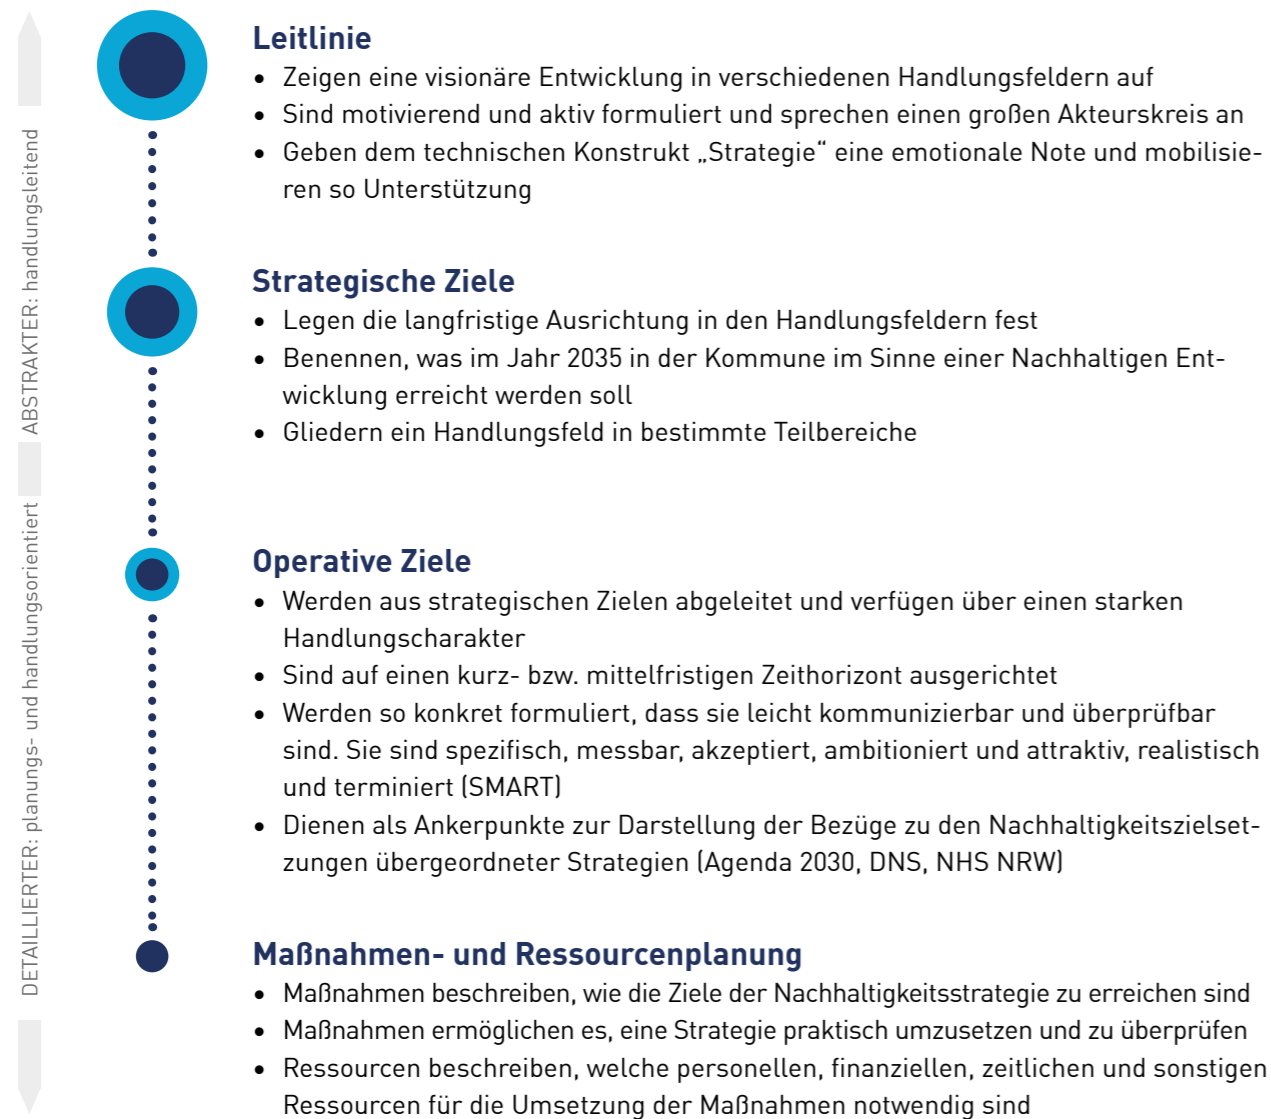 Leitlinie
• Zeigen eine visionäre Entwicklung in verschiedenen Handlungsfeldern auf
• Sind motivierend und aktiv formuliert und sprechen einen großen Akteurskreis an
• Geben dem technischen Konstrukt „Strategie“ eine emotionale Note und mobilisie-
ren so Unterstützung
Strategische Ziele
• Legen die langfristige Ausrichtung in den Handlungsfeldern fest
• Benennen, was im Jahr 2035 in der Kommune im Sinne einer Nachhaltigen Ent-
wicklung erreicht werden soll
• Gliedern ein Handlungsfeld in bestimmte Teilbereiche
Operative Ziele
• Werden aus strategischen Zielen abgeleitet und verfügen über einen starken
Handlungscharakter
• Sind auf einen kurz- bzw. mittelfristigen Zeithorizont ausgerichtet
• Werden so konkret formuliert, dass sie leicht kommunizierbar und überprüfbar
sind. Sie sind spezifisch, messbar, akzeptiert, ambitioniert und attraktiv, realistisch
und terminiert (SMART)
• Dienen als Ankerpunkte zur Darstellung der Bezüge zu den Nachhaltigkeitszielset-
zungen übergeordneter Strategien (Agenda 2030, DNS, NHS NRW)
Maßnahmen- und Ressourcenplanung
• Maßnahmen beschreiben, wie die Ziele der Nachhaltigkeitsstrategie zu erreichen sind
• Maßnahmen ermöglichen es, eine Strategie praktisch umzusetzen und zu überprüfen
• Ressourcen beschreiben, welche personellen, finanziellen, zeitlichen und sonstigen
Ressourcen für die Umsetzung der Maßnahmen notwendig sind
ABSTRAKTER: handlungsleitend
DETAILLIERTER: planungs- und handlungsorientiert